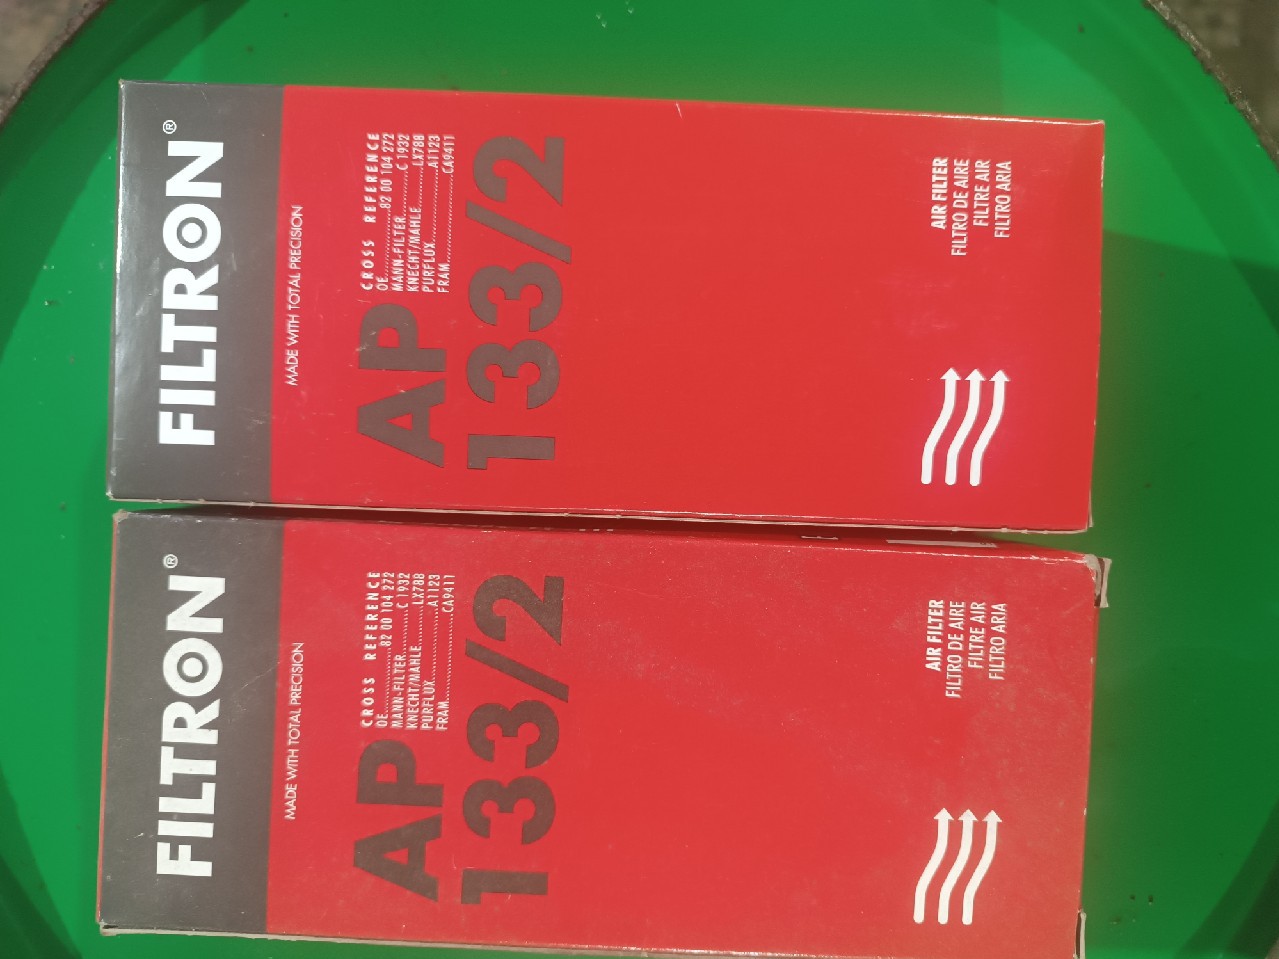 FILTRON®
MADE WITH TOTAL PRECISION
AP
133/2
CROSS REFERENCE
OE..............82 00 104 272
MANN-FILTER..........C 1932
KNECHT/MAHLE..........LX788
PURFLUX..................A1123
FRAM......................CA9411
AIR FILTER
FILTRO DE AIRE
FILTRE AIR
FILTRO ARIA
FILTRON®
MADE WITH TOTAL PRECISION
AP
133/2
CROSS REFERENCE
OE..............82 00 104 272
MANN-FILTER..........C 1932
KNECHT/MAHLE..........LX788
PURFLUX..................A1123
FRAM......................CA9411
AIR FILTER
FILTRO DE AIRE
FILTRE AIR
FILTRO ARIA